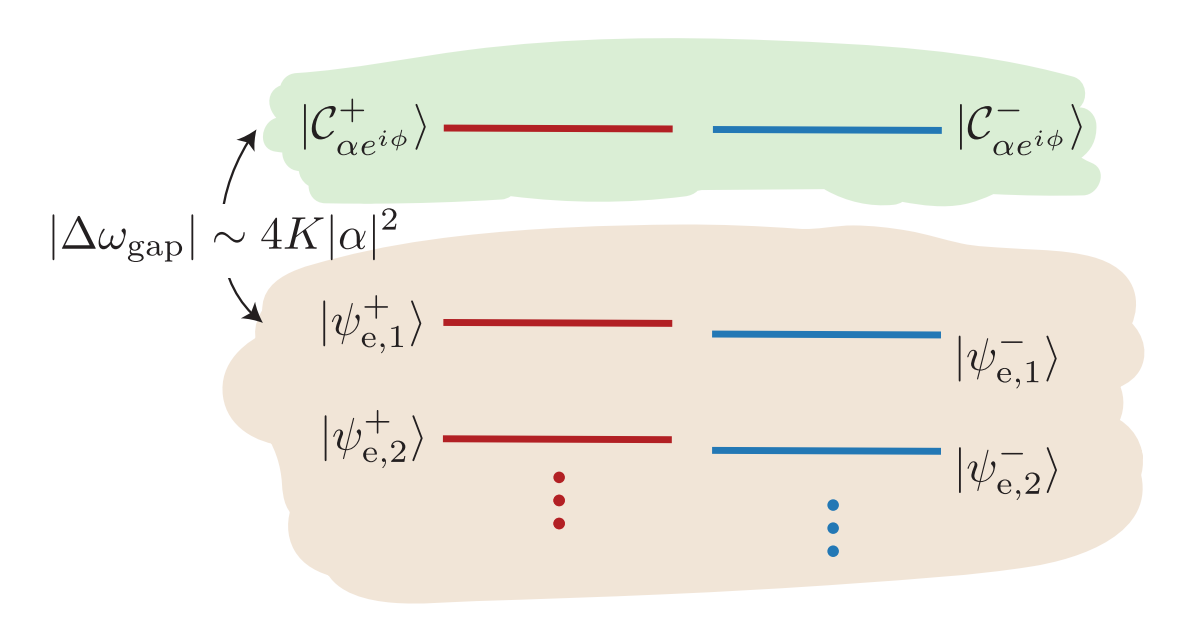 |𝒞⁺_{αe^{iϕ}}⟩ |𝒞⁻_{αe^{iϕ}}⟩
|Δω_gap| ∼ 4K|α|²
|ψ⁺_{e,1}⟩ |ψ⁻_{e,1}⟩
|ψ⁺_{e,2}⟩ |ψ⁻_{e,2}⟩